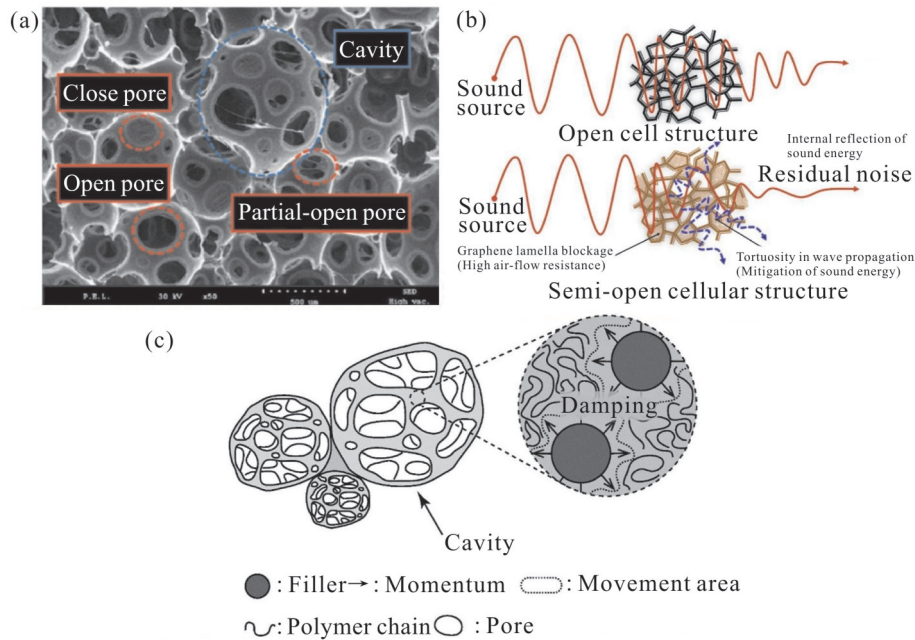 (a)
Cavity
Close pore
Open pore
Partial-open pore
P.E.L. 30 kV x50 500 um SED
High vac.
(b)
Sound
source
Open cell structure
Internal reflection of
sound energy
Residual noise
Sound
source
Graphene lamella blockage
(High air-flow resistance)
Tortuosity in wave propagation
(Mitigation of sound energy)
Semi-open cellular structure
(c)
Damping
Cavity
: Filler → : Momentum : Movement area
: Polymer chain : Pore